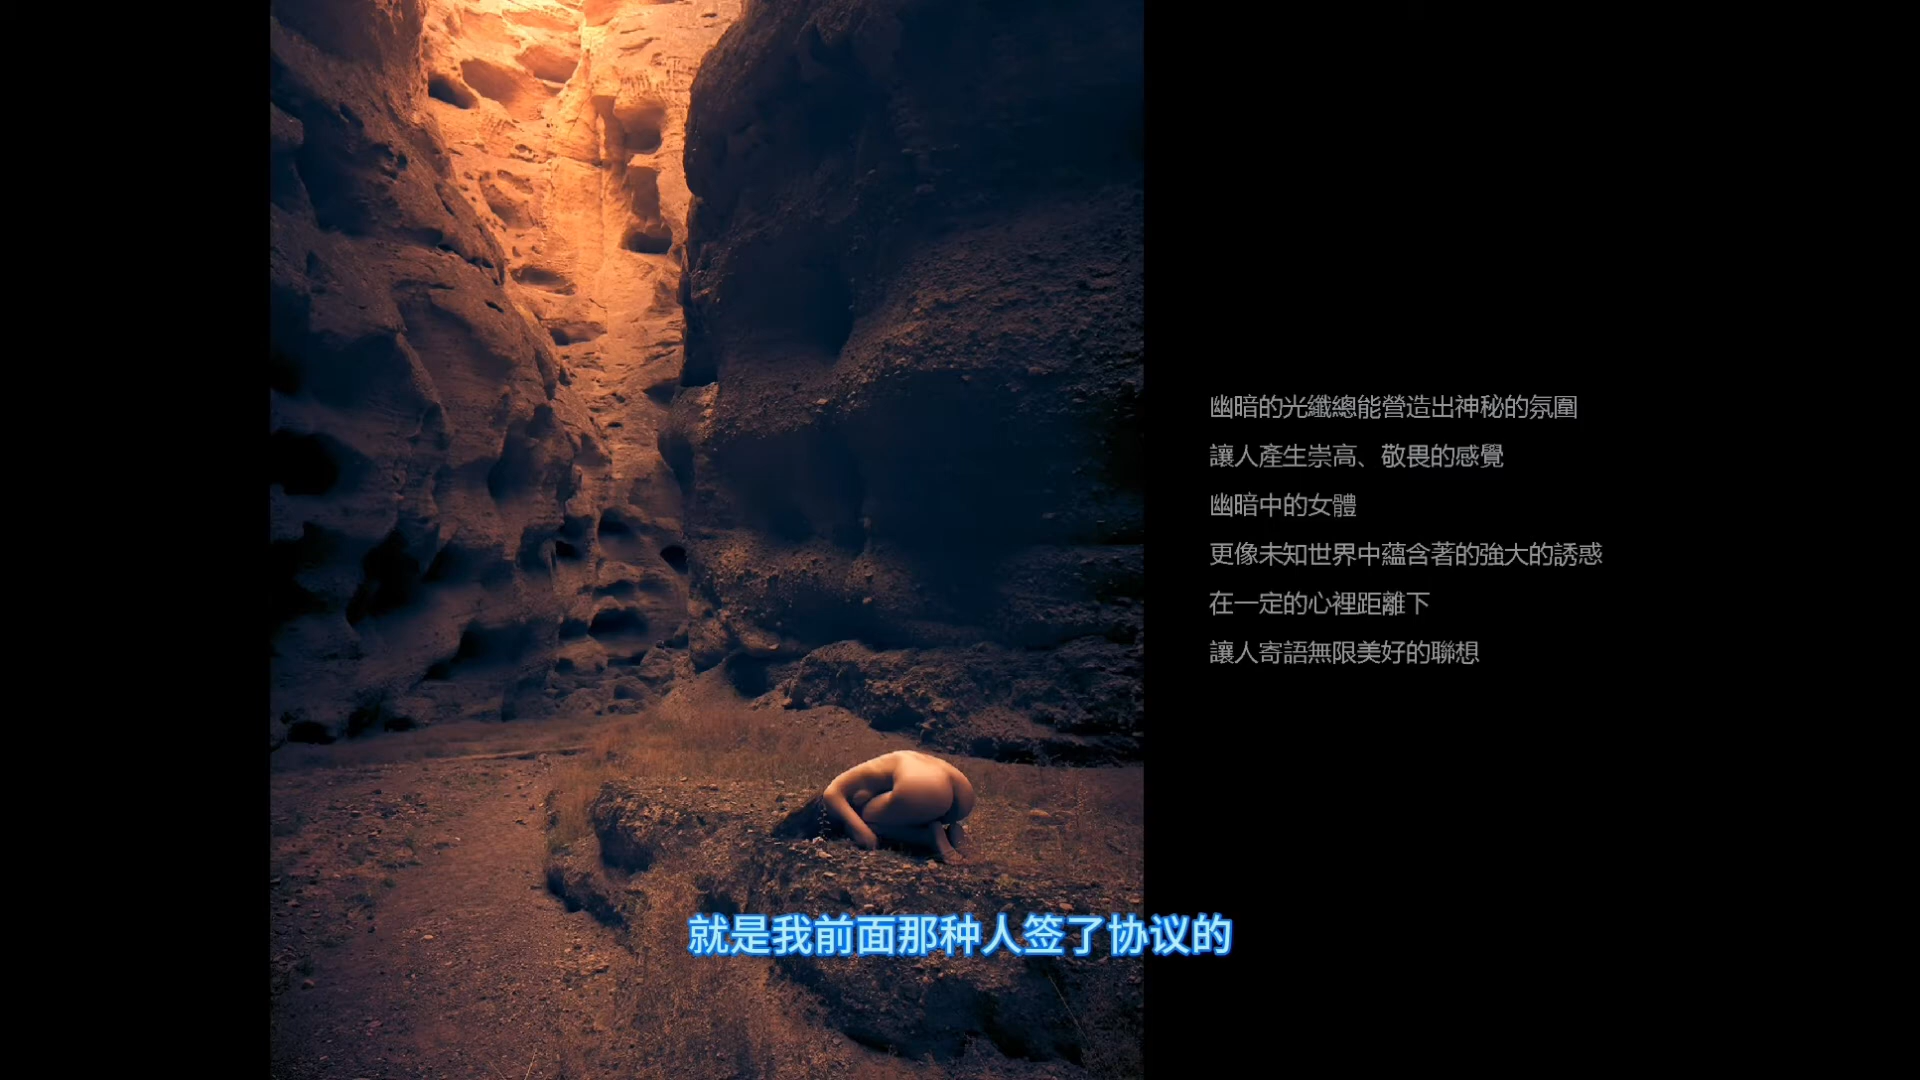 幽暗的光纖總能營造出神秘的氛圍
讓人產生崇高、敬畏的感覺
幽暗中的女體
更像未知世界中蘊含著的強大的誘惑
在一定的心裡距離下
讓人寄語無限美好的聯想
就是我前面那种人签了协议的